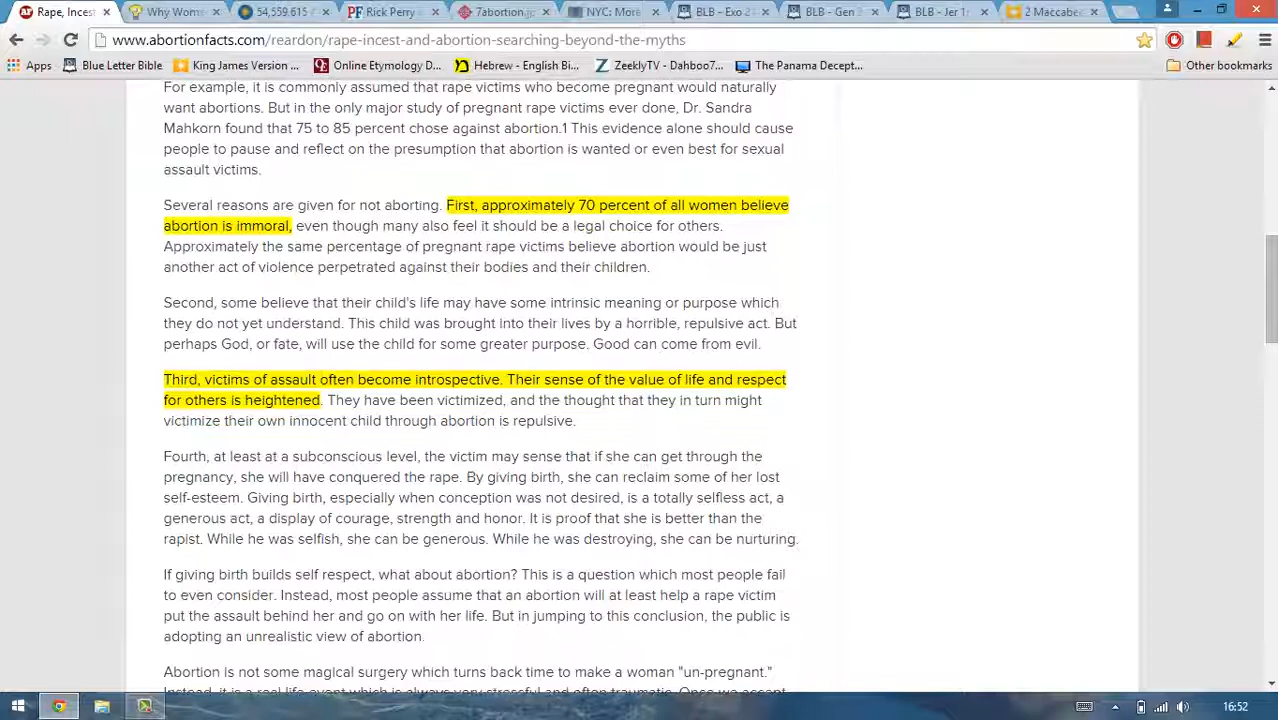 Rape, Incest
Why Wom
54,559,615
Rick Perry
7abortion.j
NYC: More
BLB - Exo 2
BLB - Gen
BLB - Jer 1
2 Maccabe
www.abortionfacts.com/reardon/rape-incest-and-abortion-searching-beyond-the-myths
Apps
Blue Letter Bible
King James Version ...
Online Etymology D...
Hebrew - English Bi...
ZeeklyTV - Dahboo7...
The Panama Decept...
Other bookmarks
For example, it is commonly assumed that rape victims who become pregnant would naturally
want abortions. But in the only major study of pregnant rape victims ever done, Dr. Sandra
Mahkorn found that 75 to 85 percent chose against abortion.1 This evidence alone should cause
people to pause and reflect on the presumption that abortion is wanted or even best for sexual
assault victims.
Several reasons are given for not aborting. First, approximately 70 percent of all women believe
abortion is immoral, even though many also feel it should be a legal choice for others.
Approximately the same percentage of pregnant rape victims believe abortion would be just
another act of violence perpetrated against their bodies and their children.
Second, some believe that their child's life may have some intrinsic meaning or purpose which
they do not yet understand. This child was brought into their lives by a horrible, repulsive act. But
perhaps God, or fate, will use the child for some greater purpose. Good can come from evil.
Third, victims of assault often become introspective. Their sense of the value of life and respect
for others is heightened. They have been victimized, and the thought that they in turn might
victimize their own innocent child through abortion is repulsive.
Fourth, at least at a subconscious level, the victim may sense that if she can get through the
pregnancy, she will have conquered the rape. By giving birth, she can reclaim some of her lost
self-esteem. Giving birth, especially when conception was not desired, is a totally selfless act, a
generous act, a display of courage, strength and honor. It is proof that she is better than the
rapist. While he was selfish, she can be generous. While he was destroying, she can be nurturing.
If giving birth builds self respect, what about abortion? This is a question which most people fail
to even consider. Instead, most people assume that an abortion will at least help a rape victim
put the assault behind her and go on with her life. But in jumping to this conclusion, the public is
adopting an unrealistic view of abortion.
Abortion is not some magical surgery which turns back time to make a woman "un-pregnant."
Instead, it is a real life event which is always very stressful and often traumatic. Once we accept
16:52